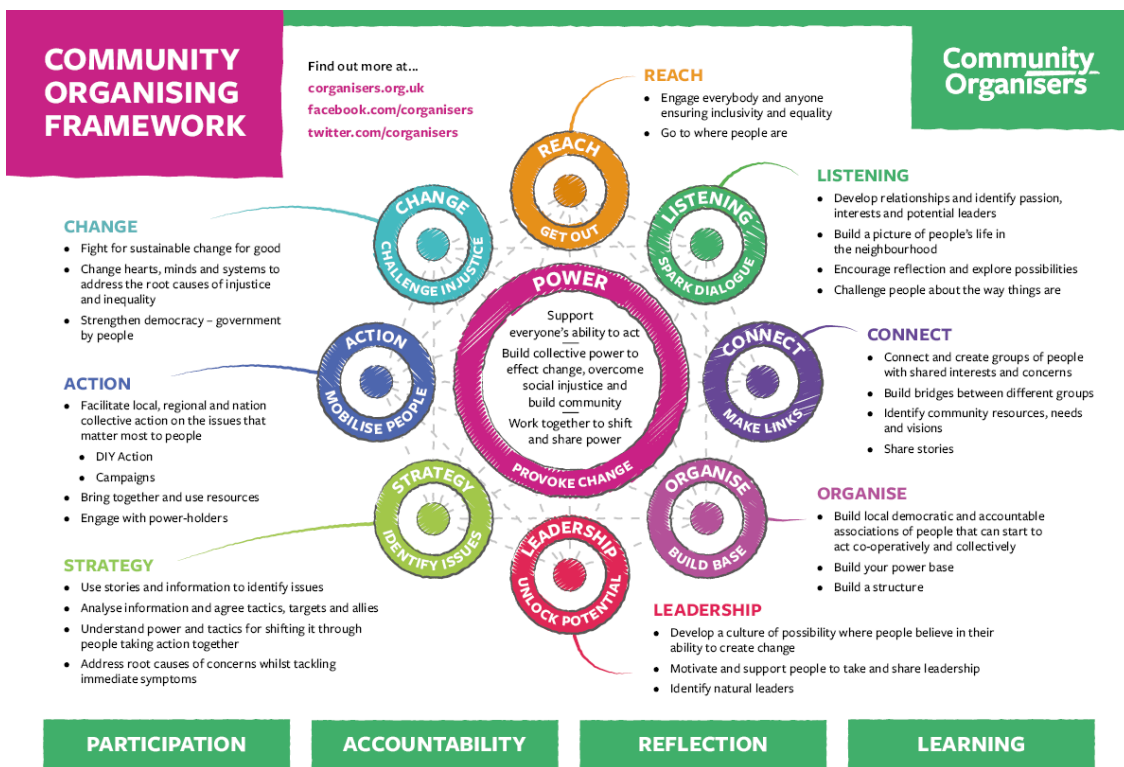 COMMUNITY
ORGANISING
FRAMEWORK
Find out more at...
corganisers.org.uk
facebook.com/corganisers
twitter.com/corganisers
Community
Organisers
REACH
• Engage everybody and anyone
ensuring inclusivity and equality
• Go to where people are
LISTENING
• Develop relationships and identify passion,
interests and potential leaders
• Build a picture of people's life in
the neighbourhood
• Encourage reflection and explore possibilities
• Challenge people about the way things are
CONNECT
• Connect and create groups of people
with shared interests and concerns
• Build bridges between different groups
• Identify community resources, needs
and visions
• Share stories
ORGANISE
• Build local democratic and accountable
associations of people that can start to
act co-operatively and collectively
• Build your power base
• Build a structure
LEADERSHIP
• Develop a culture of possibility where people believe in their
ability to create change
• Motivate and support people to take and share leadership
• Identify natural leaders
STRATEGY
• Use stories and information to identify issues
• Analyse information and agree tactics, targets and allies
• Understand power and tactics for shifting it through
people taking action together
• Address root causes of concerns whilst tackling
immediate symptoms
ACTION
• Facilitate local, regional and nation
collective action on the issues that
matter most to people
• DIY Action
• Campaigns
• Bring together and use resources
• Engage with power-holders
CHANGE
• Fight for sustainable change for good
• Change hearts, minds and systems to
address the root causes of injustice
and inequality
• Strengthen democracy – government
by people
REACH
GET OUT
LISTENING
SPARK DIALOGUE
CONNECT
MAKE LINKS
ORGANISE
BUILD BASE
LEADERSHIP
UNLOCK POTENTIAL
STRATEGY
IDENTIFY ISSUES
ACTION
MOBILISE PEOPLE
CHANGE
CHALLENGE INJUSTICE
POWER
Support
everyone's ability to act
Build collective power to
effect change, overcome
social injustice and
build community
Work together to shift
and share power
PROVOKE CHANGE
PARTICIPATION
ACCOUNTABILITY
REFLECTION
LEARNING